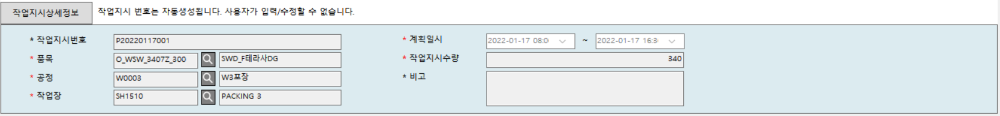 작업지시상세정보 작업지시 번호는 자동생성됩니다. 사용자가 입력/수정할 수 없습니다.
* 작업지시번호 P20220117001 * 계획일시 2022-01-17 08:0 ~ 2022-01-17 16:3
* 품목 O_WSW_3407Z_300 SWD_F테라사DG * 작업지시수량 340
* 공정 W0003 W3포장 * 비고
* 작업장 SH1510 PACKING 3